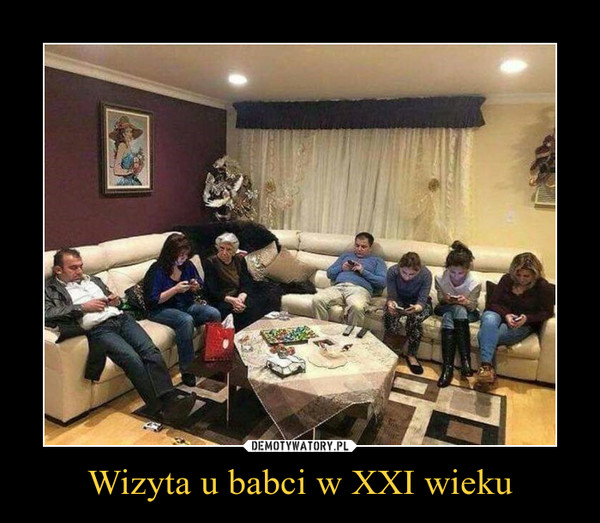 DEMOTYWATORY.PL
Wizyta u babci w XXI wieku